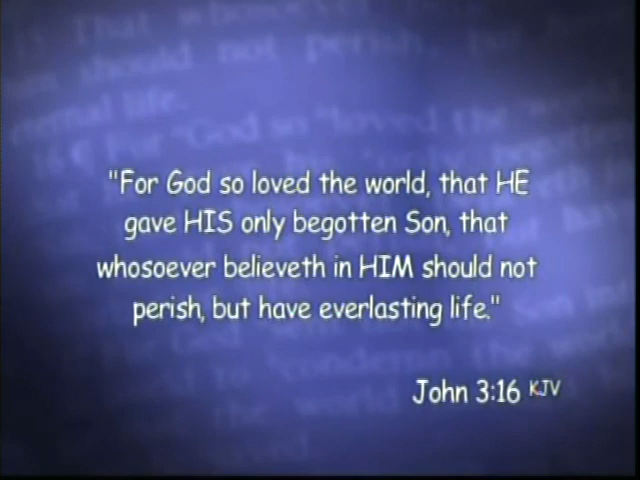 "For God so loved the world, that HE
gave HIS only begotten Son, that
whosoever believeth in HIM should not
perish, but have everlasting life."
John 3:16 KJV